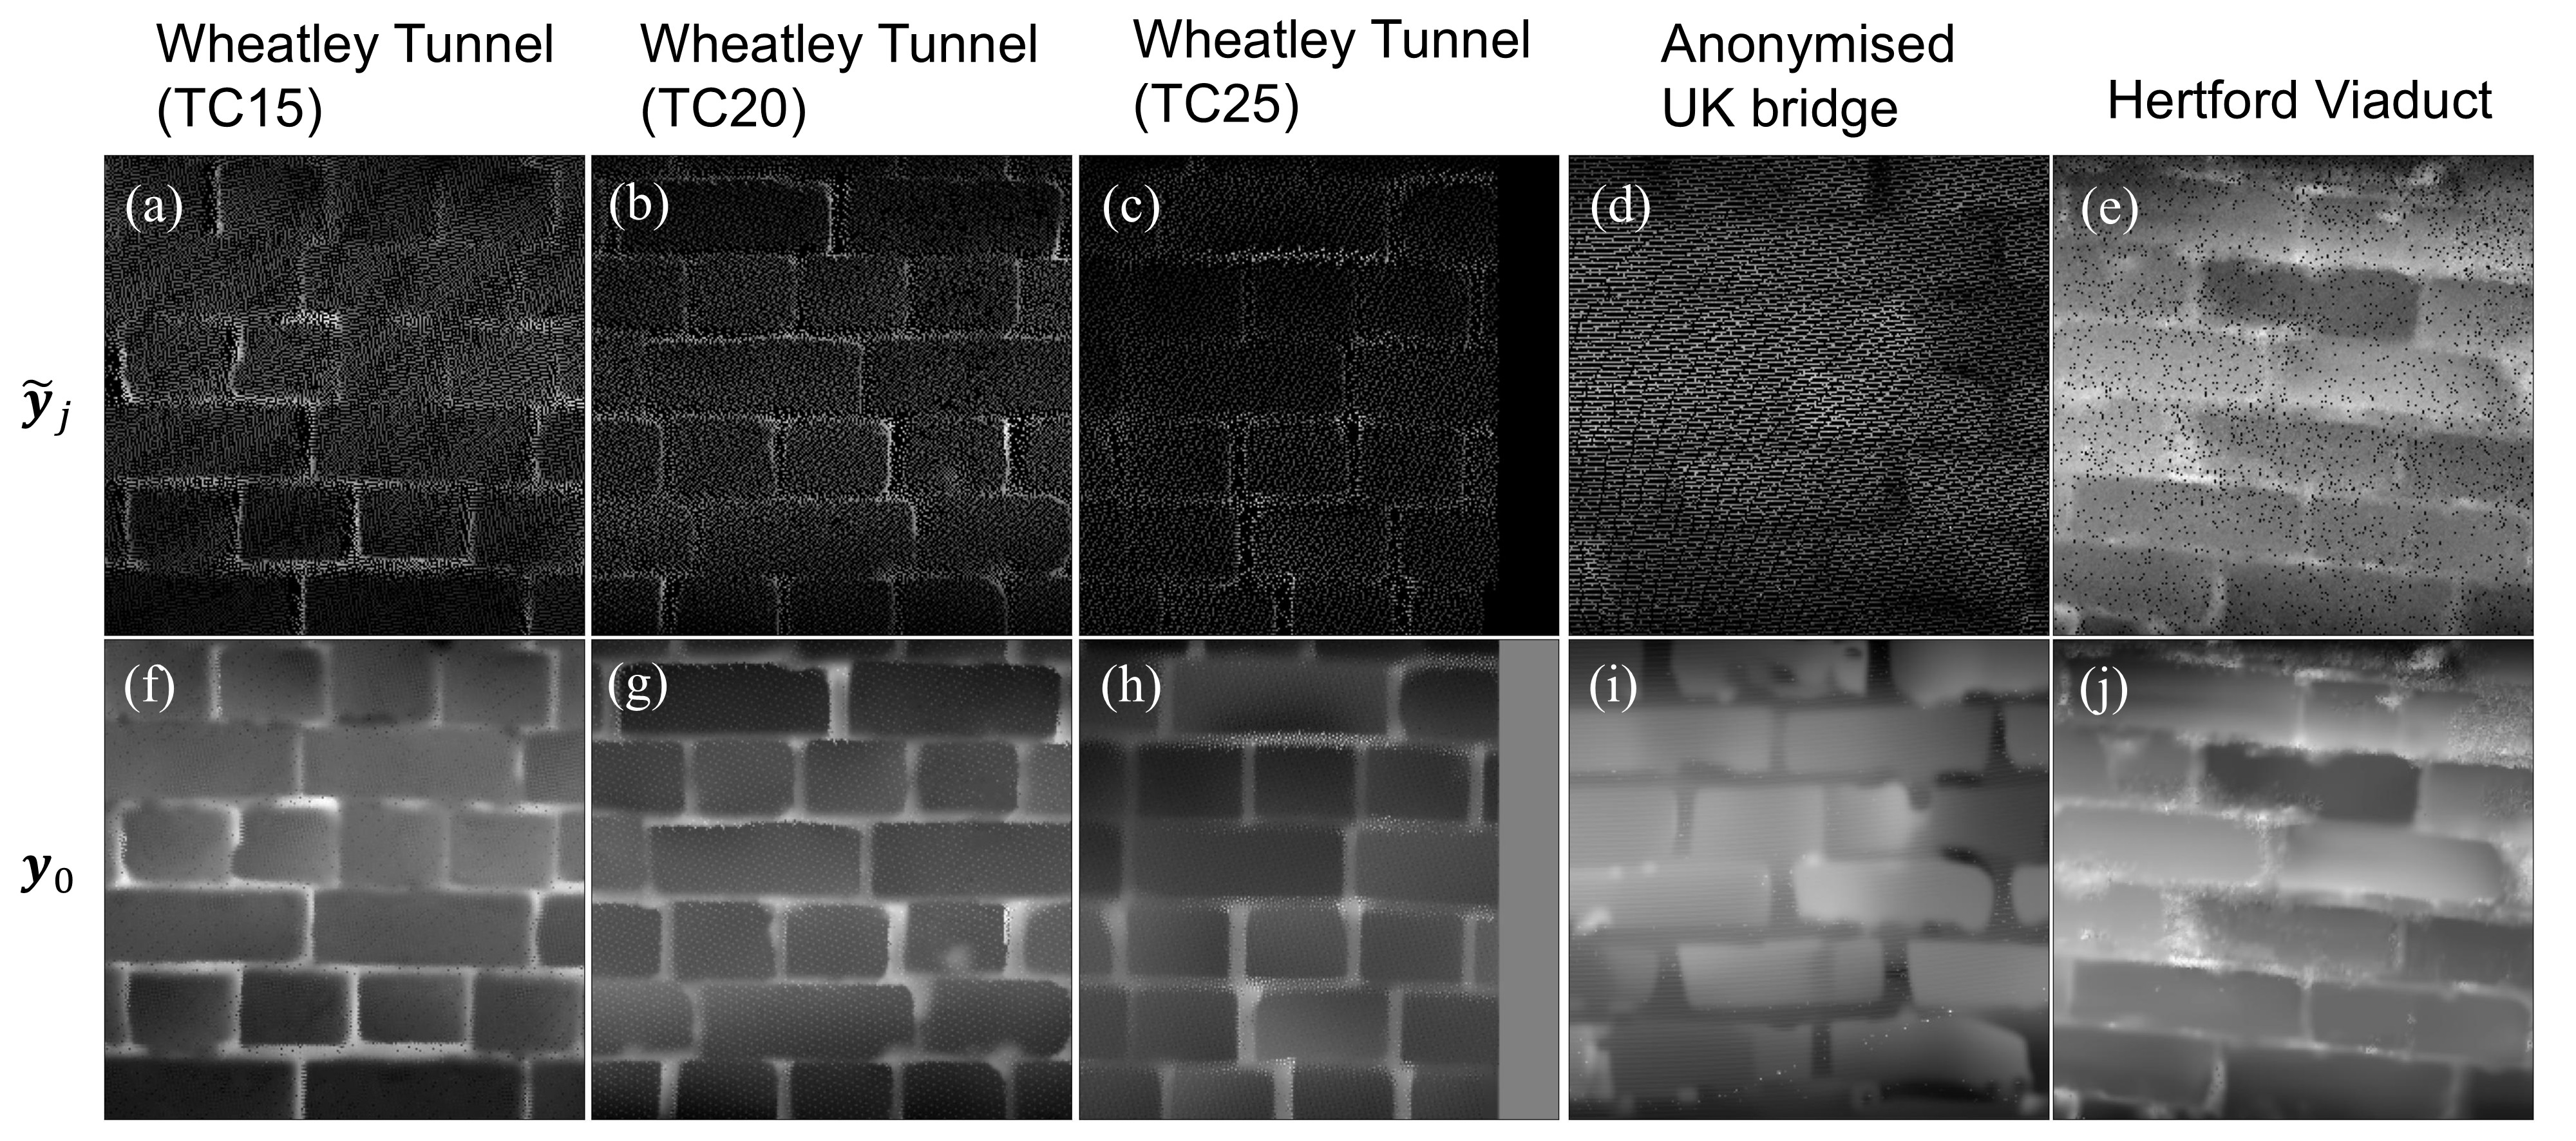 Wheatley Tunnel
(TC15)
Wheatley Tunnel
(TC20)
Wheatley Tunnel
(TC25)
Anonymised
UK bridge
Hertford Viaduct
ỹⱼ
(a)
(b)
(c)
(d)
(e)
y₀
(f)
(g)
(h)
(i)
(j)